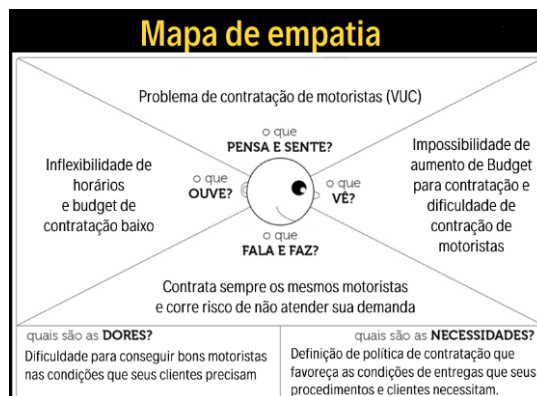 Mapa de empatia
Problema de contratação de motoristas (VUC)
o que
PENSA E SENTE?
Inflexibilidade de
horários
e budget de
contratação baixo
o que
OUVE?
o que
VÊ?
Impossibilidade de
aumento de Budget
para contratação e
dificuldade de
contração de
motoristas
o que
FALA E FAZ?
Contrata sempre os mesmos motoristas
e corre risco de não atender sua demanda
quais são as DORES?
Dificuldade para conseguir bons motoristas
nas condições que seus clientes precisam
quais são as NECESSIDADES?
Definição de política de contratação que
favoreça as condições de entregas que seus
procedimentos e clientes necessitam.